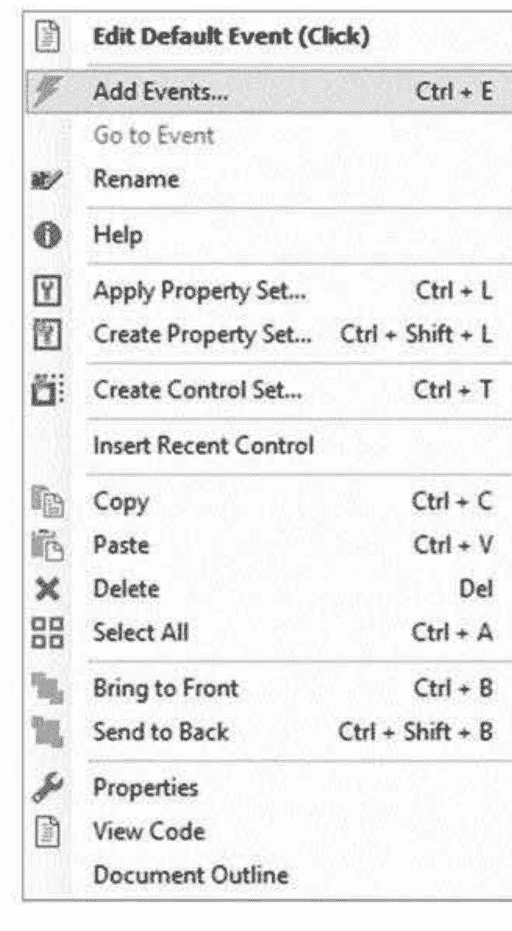 Edit Default Event (Click)
Add Events... Ctrl + E
Go to Event
Rename
Help
Apply Property Set... Ctrl + L
Create Property Set... Ctrl + Shift + L
Create Control Set... Ctrl + T
Insert Recent Control
Copy Ctrl + C
Paste Ctrl + V
Delete Del
Select All Ctrl + A
Bring to Front Ctrl + B
Send to Back Ctrl + Shift + B
Properties
View Code
Document Outline